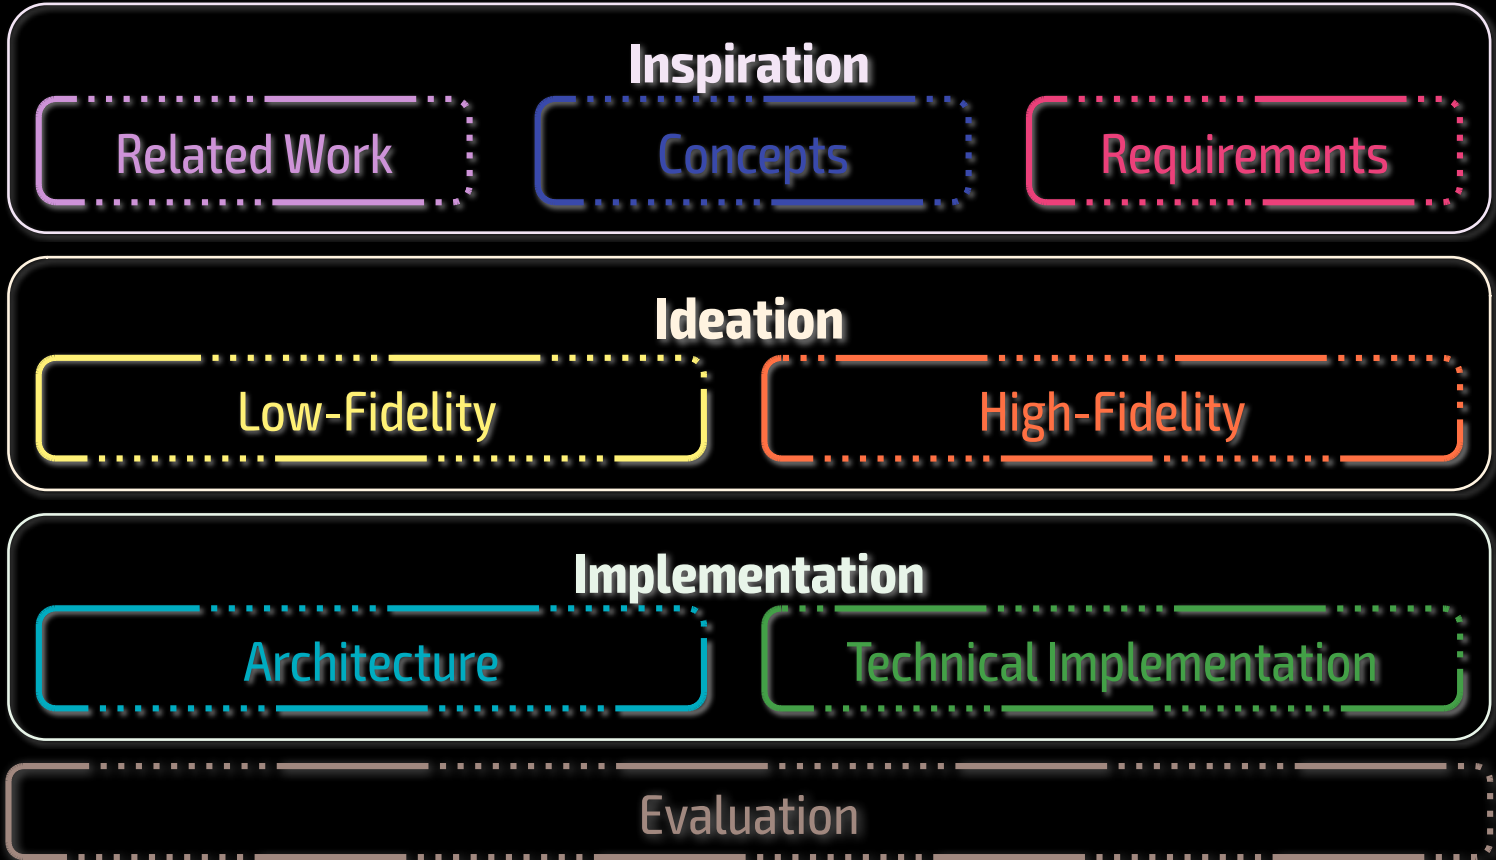 Inspiration
Related Work
Concepts
Requirements
Ideation
Low-Fidelity
High-Fidelity
Implementation
Architecture
Technical Implementation
Evaluation